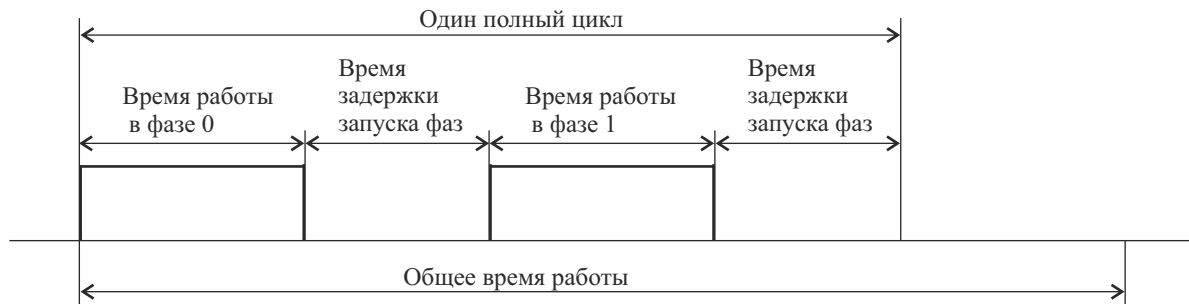 Один полный цикл
Время работы
в фазе 0
Время
задержки
запуска фаз
Время работы
в фазе 1
Время
задержки
запуска фаз
Общее время работы